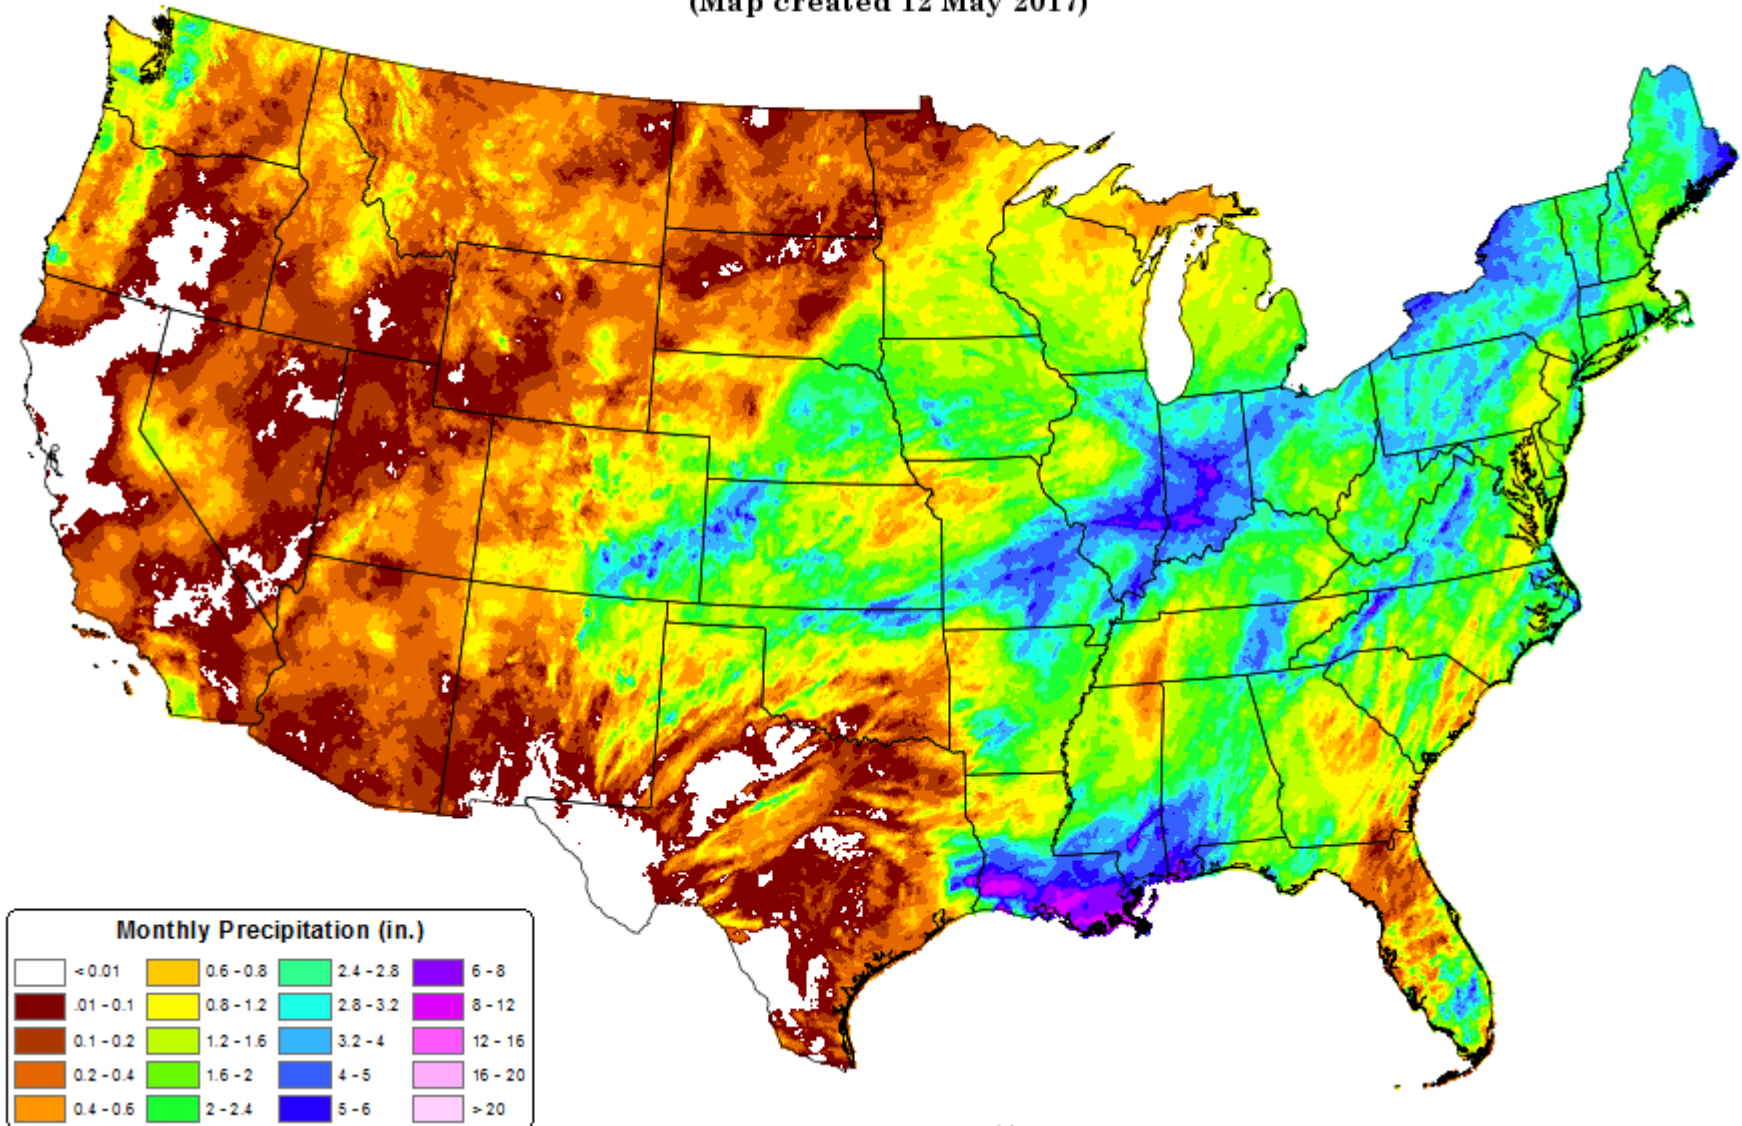 (Map created 12 May 2017)
Monthly Precipitation (in.)
< 0.01 0.6 - 0.8 2.4 - 2.8 6 - 8
.01 - 0.1 0.8 - 1.2 2.8 - 3.2 8 - 12
0.1 - 0.2 1.2 - 1.6 3.2 - 4 12 - 16
0.2 - 0.4 1.6 - 2 4 - 5 16 - 20
0.4 - 0.6 2 - 2.4 5 - 6 > 20